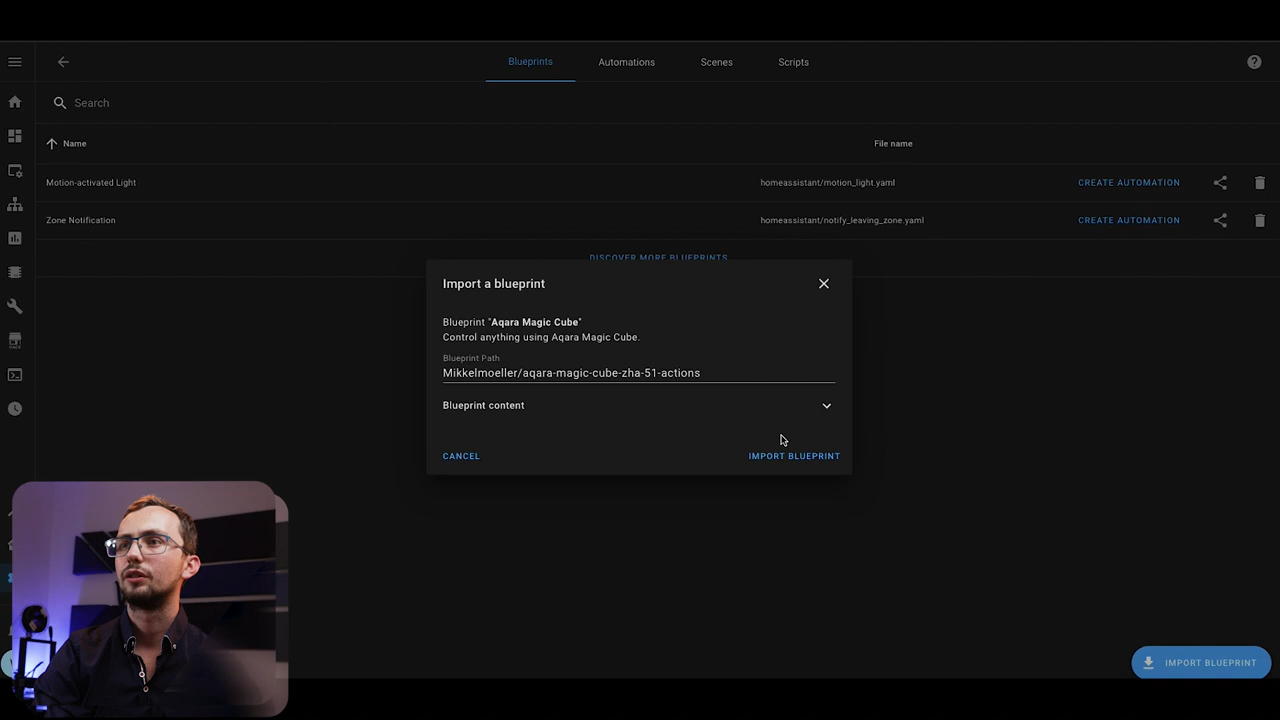 Blueprints
Automations
Scenes
Scripts
Search
Name
File name
Motion-activated Light
homeassistant/motion_light.yaml
CREATE AUTOMATION
Zone Notification
homeassistant/notify_leaving_zone.yaml
CREATE AUTOMATION
DISCOVER MORE BLUEPRINTS
Import a blueprint
Blueprint "Aqara Magic Cube"
Control anything using Aqara Magic Cube.
Blueprint Path
Mikkelmoeller/aqara-magic-cube-zha-51-actions
Blueprint content
CANCEL
IMPORT BLUEPRINT
IMPORT BLUEPRINT